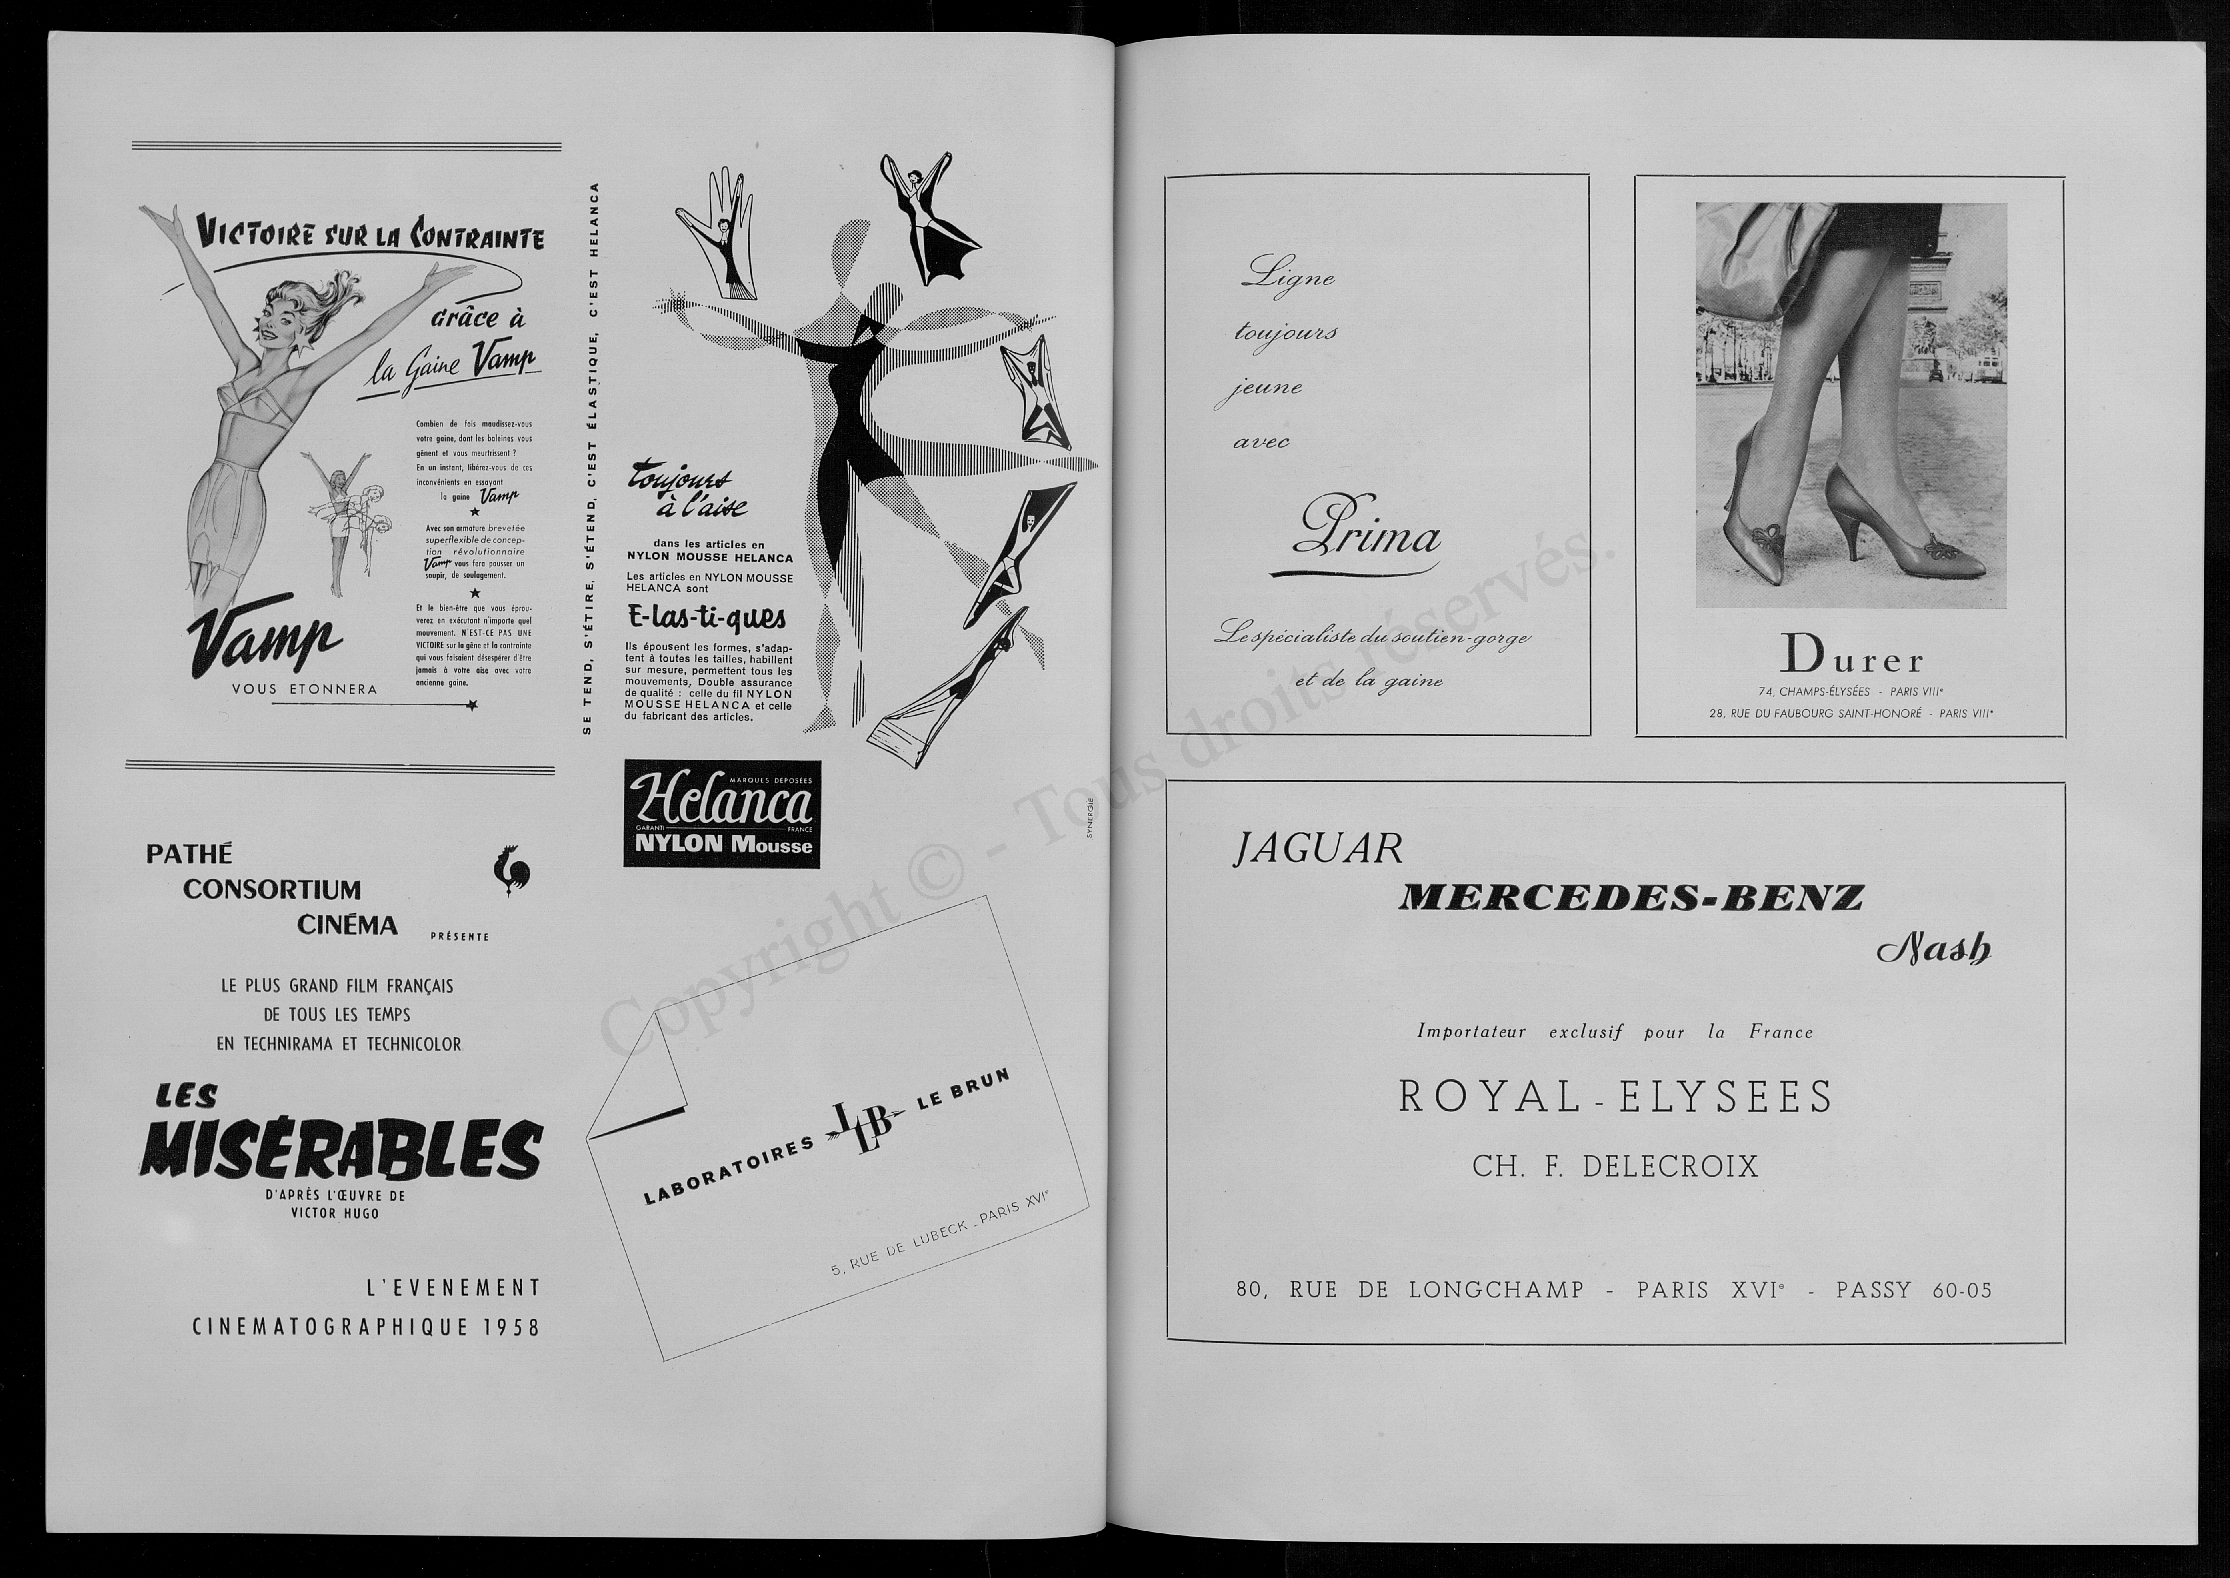 VICTOIRE SUR LA CONTRAINTE
GRÂCE À
la Gaine Vamp
Combien de fois maudissez-vous
votre gaine, dont les baleines vous
gênent et vous meurtrissent ?
En un instant, libérez-vous de ces
inconvénients en essayant
la gaine Vamp
Avec son armature brevetée
superflexible de concep-
tion révolutionnaire
Vamp vous fera pousser un
soupir, de soulagement.
Et le bien-être que vous éprou-
verez en exécutant n'importe quel
mouvement. N'EST-CE PAS UNE
VICTOIRE sur la gêne et la contrainte
qui vous faisaient désespérer d'être
jamais à votre aise avec votre
ancienne gaine.
Vamp
VOUS ETONNERA
SE TEND, S'ÉTIRE, S'ÉTEND, C'EST ÉLASTIQUE, C'EST HELANCA
toujours
à l'aise
dans les articles en
NYLON MOUSSE HELANCA
Les articles en NYLON MOUSSE
HELANCA sont
E-las-ti-ques
Ils épousent les formes, s'adap-
tent à toutes les tailles, habillent
sur mesure, permettent tous les
mouvements, Double assurance
de qualité : celle du fil NYLON
MOUSSE HELANCA et celle
du fabricant des articles.
MARQUES DÉPOSÉES
Helanca
GARANTI FRANCE
NYLON Mousse
SYNERGIE
PATHÉ
CONSORTIUM
CINÉMA
PRÉSENTE
LE PLUS GRAND FILM FRANÇAIS
DE TOUS LES TEMPS
EN TECHNIRAMA ET TECHNICOLOR
LES
MISÉRABLES
D'APRÈS L'ŒUVRE DE
VICTOR HUGO
L'EVENEMENT
CINEMATOGRAPHIQUE 1958
LABORATOIRES LLB LE BRUN
5, RUE DE LUBECK - PARIS XVIe
Ligne
toujours
jeune
avec
Prima
Le spécialiste du soutien-gorge
et de la gaine
Durer
74, CHAMPS-ÉLYSÉES - PARIS VIIIe
28, RUE DU FAUBOURG SAINT-HONORÉ - PARIS VIIIe
JAGUAR
MERCEDES-BENZ
Nash
Importateur exclusif pour la France
ROYAL - ELYSEES
CH. F. DELECROIX
80, RUE DE LONGCHAMP - PARIS XVIe - PASSY 60-05
Copyright © - Tous droits réservés.